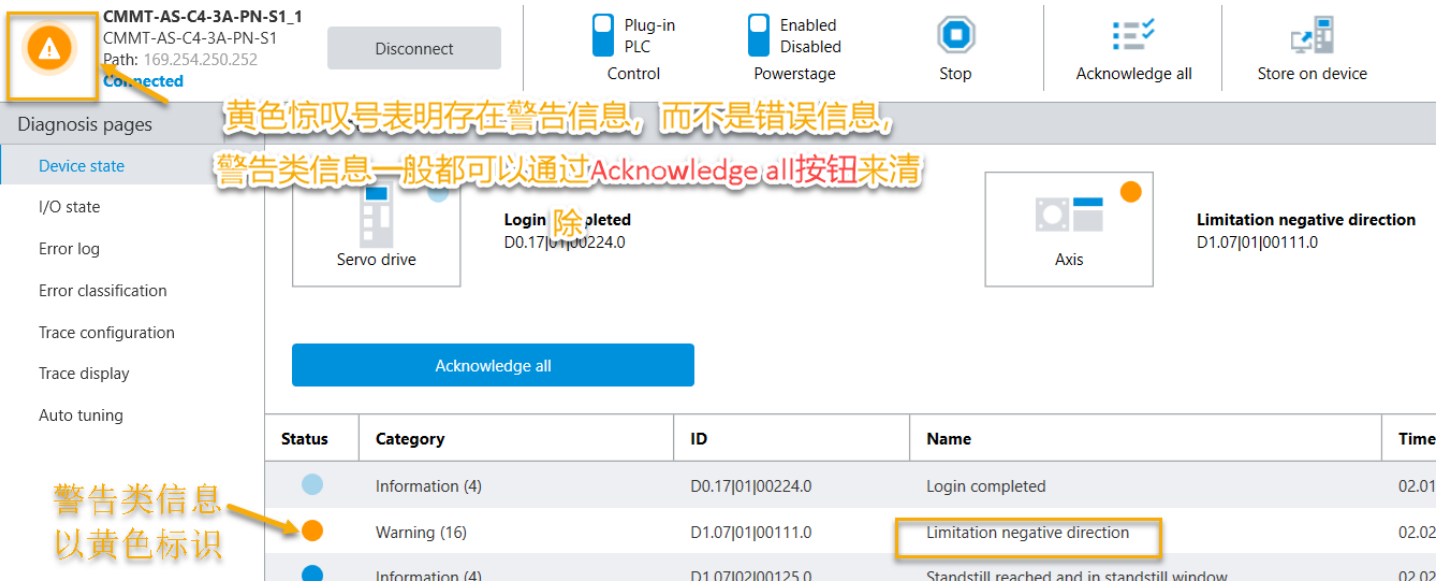 CMMT-AS-C4-3A-PN-S1_1
CMMT-AS-C4-3A-PN-S1
Path: 169.254.250.252
Connected
Disconnect
Plug-in
PLC
Control
Enabled
Disabled
Powerstage
Stop
Acknowledge all
Store on device
黄色惊叹号表明存在警告信息，而不是错误信息，
警告类信息一般都可以通过Acknowledge all按钮来清
除
Diagnosis pages
Device state
I/O state
Error log
Error classification
Trace configuration
Trace display
Auto tuning
Servo drive
Login completed
D0.17|01|00224.0
Axis
Limitation negative direction
D1.07|01|00111.0
Acknowledge all
Status Category ID Name Time
Information (4) D0.17|01|00224.0 Login completed 02.01
Warning (16) D1.07|01|00111.0 Limitation negative direction 02.02
Information (4) D1.07|02|00125.0 Standstill reached and in standstill window 02.02
警告类信息
以黄色标识